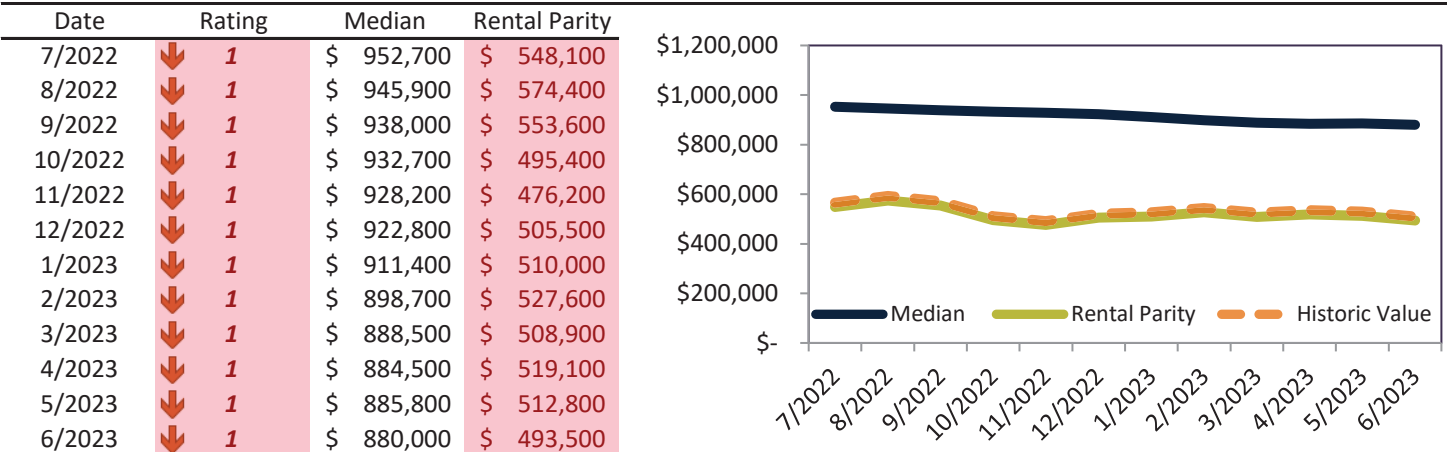 Date Rating Median Rental Parity
7/2022 1 $ 952,700 $ 548,100
8/2022 1 $ 945,900 $ 574,400
9/2022 1 $ 938,000 $ 553,600
10/2022 1 $ 932,700 $ 495,400
11/2022 1 $ 928,200 $ 476,200
12/2022 1 $ 922,800 $ 505,500
1/2023 1 $ 911,400 $ 510,000
2/2023 1 $ 898,700 $ 527,600
3/2023 1 $ 888,500 $ 508,900
4/2023 1 $ 884,500 $ 519,100
5/2023 1 $ 885,800 $ 512,800
6/2023 1 $ 880,000 $ 493,500
$1,200,000
$1,000,000
$800,000
$600,000
$400,000
$200,000
$-
Median Rental Parity Historic Value
7/2022 8/2022 9/2022 10/2022 11/2022 12/2022 1/2023 2/2023 3/2023 4/2023 5/2023 6/2023